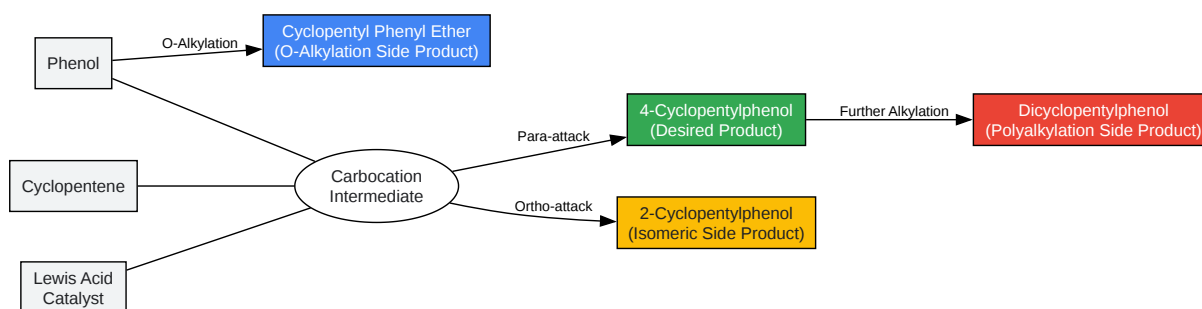 O-Alkylation
Cyclopentyl Phenyl Ether
(O-Alkylation Side Product)
Phenol
4-Cyclopentylphenol
(Desired Product)
Further Alkylation
Dicyclopentylphenol
(Polyalkylation Side Product)
Para-attack
Cyclopentene
Carbocation
Intermediate
Ortho-attack
2-Cyclopentylphenol
(Isomeric Side Product)
Lewis Acid
Catalyst